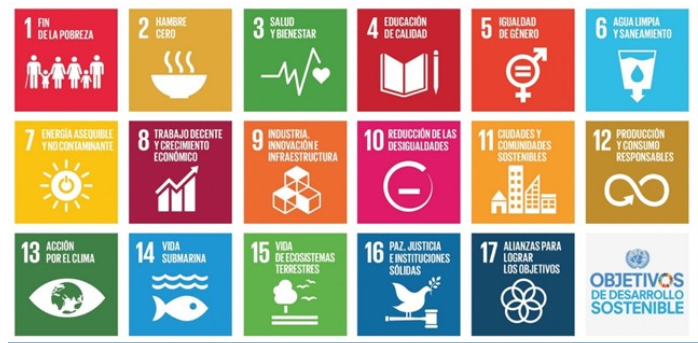 1 FIN
DE LA POBREZA
2 HAMBRE
CERO
3 SALUD
Y BIENESTAR
4 EDUCACIÓN
DE CALIDAD
5 IGUALDAD
DE GÉNERO
6 AGUA LIMPIA
Y SANEAMIENTO
7 ENERGÍA ASEQUIBLE
Y NO CONTAMINANTE
8 TRABAJO DECENTE
Y CRECIMIENTO
ECONÓMICO
9 INDUSTRIA,
INNOVACIÓN E
INFRAESTRUCTURA
10 REDUCCIÓN DE LAS
DESIGUALDADES
11 CIUDADES Y
COMUNIDADES
SOSTENIBLES
12 PRODUCCIÓN
Y CONSUMO
RESPONSABLES
13 ACCIÓN
POR EL CLIMA
14 VIDA
SUBMARINA
15 VIDA
DE ECOSISTEMAS
TERRESTRES
16 PAZ, JUSTICIA
E INSTITUCIONES
SÓLIDAS
17 ALIANZAS PARA
LOGRAR
LOS OBJETIVOS
OBJETIVOS
DE DESARROLLO
SOSTENIBLE